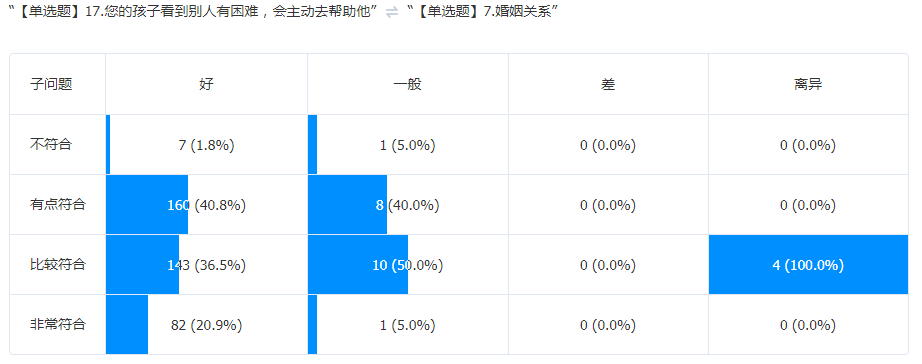 “【单选题】17.您的孩子看到别人有困难，会主动去帮助他” ⇌ “【单选题】7.婚姻关系”
子问题 好 一般 差 离异
不符合 7 (1.8%) 1 (5.0%) 0 (0.0%) 0 (0.0%)
有点符合 160 (40.8%) 8 (40.0%) 0 (0.0%) 0 (0.0%)
比较符合 143 (36.5%) 10 (50.0%) 0 (0.0%) 4 (100.0%)
非常符合 82 (20.9%) 1 (5.0%) 0 (0.0%) 0 (0.0%)